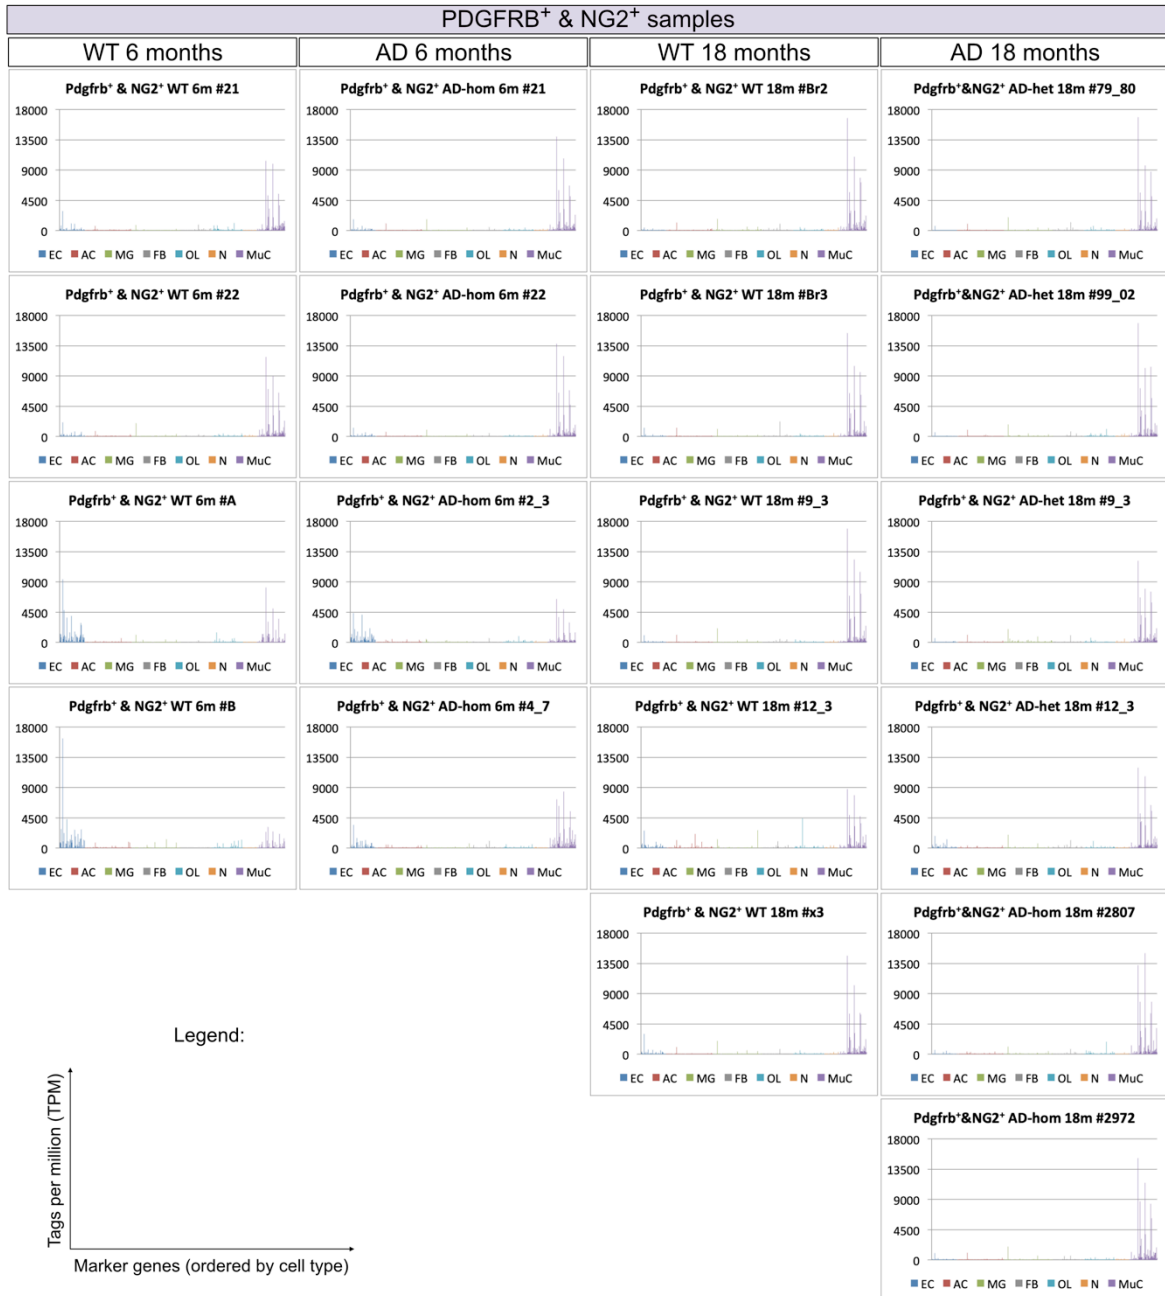 PDGFRB⁺ & NG2⁺ samples
WT 6 months
AD 6 months
WT 18 months
AD 18 months
Pdgfrb⁺ & NG2⁺ WT 6m #21
18000
13500
9000
4500
0
EC AC MG FB OL N MuC
Pdgfrb⁺ & NG2⁺ AD-hom 6m #21
18000
13500
9000
4500
0
EC AC MG FB OL N MuC
Pdgfrb⁺ & NG2⁺ WT 18m #Br2
18000
13500
9000
4500
0
EC AC MG FB OL N MuC
Pdgfrb⁺&NG2⁺ AD-het 18m #79_80
18000
13500
9000
4500
0
EC AC MG FB OL N MuC
Pdgfrb⁺ & NG2⁺ WT 6m #22
18000
13500
9000
4500
0
EC AC MG FB OL N MuC
Pdgfrb⁺ & NG2⁺ AD-hom 6m #22
18000
13500
9000
4500
0
EC AC MG FB OL N MuC
Pdgfrb⁺ & NG2⁺ WT 18m #Br3
18000
13500
9000
4500
0
EC AC MG FB OL N MuC
Pdgfrb⁺&NG2⁺ AD-het 18m #99_02
18000
13500
9000
4500
0
EC AC MG FB OL N MuC
Pdgfrb⁺ & NG2⁺ WT 6m #A
18000
13500
9000
4500
0
EC AC MG FB OL N MuC
Pdgfrb⁺ & NG2⁺ AD-hom 6m #2_3
18000
13500
9000
4500
0
EC AC MG FB OL N MuC
Pdgfrb⁺ & NG2⁺ WT 18m #9_3
18000
13500
9000
4500
0
EC AC MG FB OL N MuC
Pdgfrb⁺ & NG2⁺ AD-het 18m #9_3
18000
13500
9000
4500
0
EC AC MG FB OL N MuC
Pdgfrb⁺ & NG2⁺ WT 6m #B
18000
13500
9000
4500
0
EC AC MG FB OL N MuC
Pdgfrb⁺ & NG2⁺ AD-hom 6m #4_7
18000
13500
9000
4500
0
EC AC MG FB OL N MuC
Pdgfrb⁺ & NG2⁺ WT 18m #12_3
18000
13500
9000
4500
0
EC AC MG FB OL N MuC
Pdgfrb⁺ & NG2⁺ AD-het 18m #12_3
18000
13500
9000
4500
0
EC AC MG FB OL N MuC
Pdgfrb⁺ & NG2⁺ WT 18m #x3
18000
13500
9000
4500
0
EC AC MG FB OL N MuC
Pdgfrb⁺&NG2⁺ AD-hom 18m #2807
18000
13500
9000
4500
0
EC AC MG FB OL N MuC
Pdgfrb⁺&NG2⁺ AD-hom 18m #2972
18000
13500
9000
4500
0
EC AC MG FB OL N MuC
Legend:
Tags per million (TPM)
Marker genes (ordered by cell type)